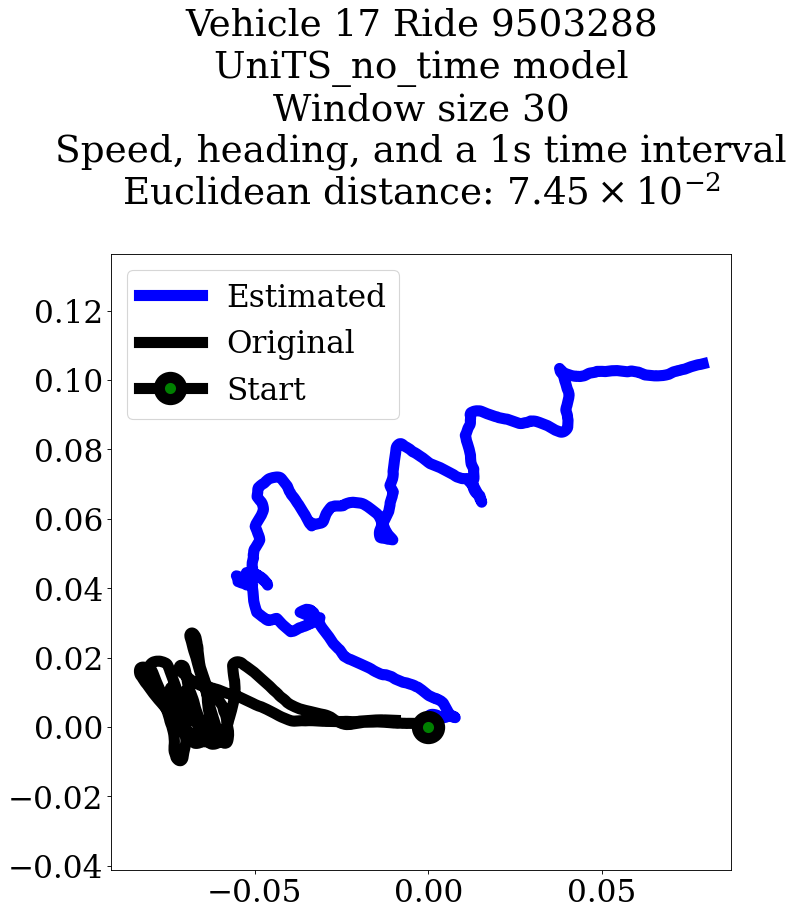 Vehicle 17 Ride 9503288
UniTS_no_time model
Window size 30
Speed, heading, and a 1s time interval
Euclidean distance: 7.45 × 10⁻²
Estimated
Original
Start
0.12
0.10
0.08
0.06
0.04
0.02
0.00
−0.02
−0.04
−0.05
0.00
0.05